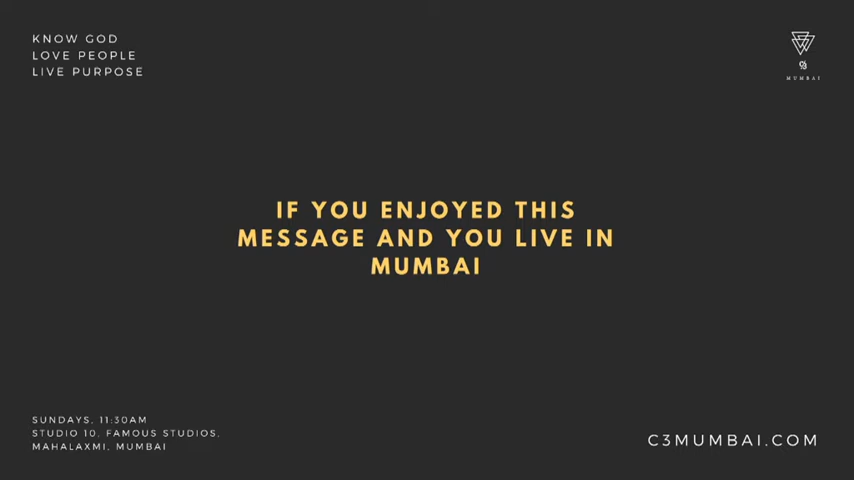 KNOW GOD
LOVE PEOPLE
LIVE PURPOSE
MUMBAI
IF YOU ENJOYED THIS
MESSAGE AND YOU LIVE IN
MUMBAI
SUNDAYS, 11:30AM
STUDIO 10, FAMOUS STUDIOS,
MAHALAXMI, MUMBAI
C3MUMBAI.COM